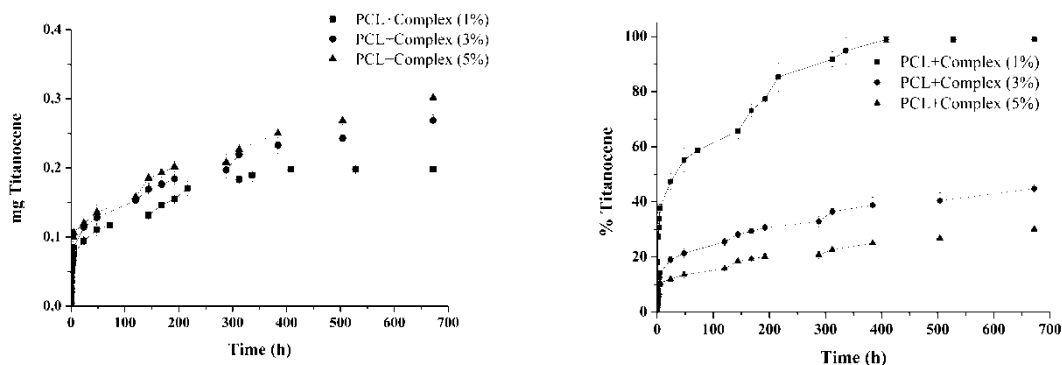 PCL·Complex (1%)
PCL−Complex (3%)
PCL−Complex (5%)
mg Titanocene
0.4
0.3
0.2
0.1
0.0
0 100 200 300 400 500 600 700
Time (h)
PCL+Complex (1%)
PCL+Complex (3%)
PCL+Complex (5%)
% Titanocene
100
80
60
40
20
0
0 100 200 300 400 500 600 700
Time (h)